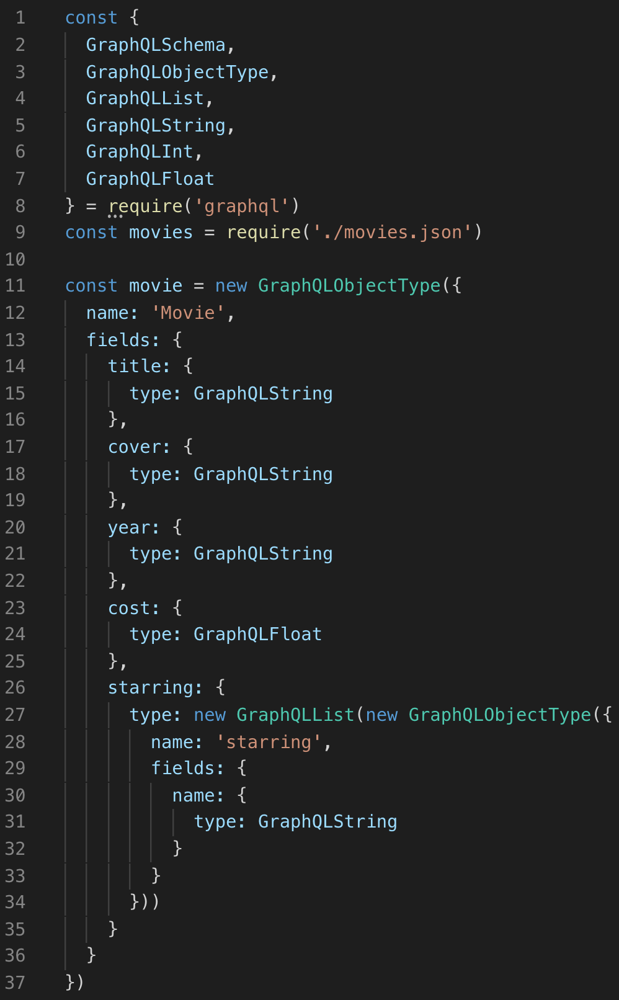 1 const {
2 GraphQLSchema,
3 GraphQLObjectType,
4 GraphQLList,
5 GraphQLString,
6 GraphQLInt,
7 GraphQLFloat
8 } = require('graphql')
9 const movies = require('./movies.json')
10
11 const movie = new GraphQLObjectType({
12 name: 'Movie',
13 fields: {
14 title: {
15 type: GraphQLString
16 },
17 cover: {
18 type: GraphQLString
19 },
20 year: {
21 type: GraphQLString
22 },
23 cost: {
24 type: GraphQLFloat
25 },
26 starring: {
27 type: new GraphQLList(new GraphQLObjectType({
28 name: 'starring',
29 fields: {
30 name: {
31 type: GraphQLString
32 }
33 }
34 }))
35 }
36 }
37 })